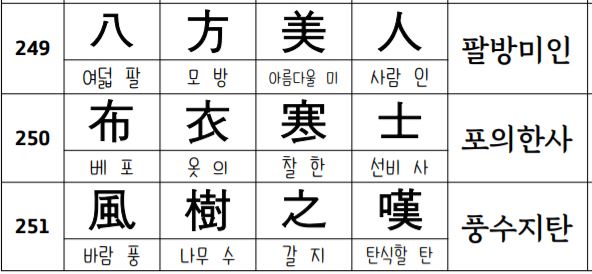 249 八 方 美 人 팔방미인
여덟 팔 모 방 아름다울 미 사람 인
250 布 衣 寒 士 포의한사
베 포 옷 의 찰 한 선비 사
251 風 樹 之 嘆 풍수지탄
바람 풍 나무 수 갈 지 탄식할 탄